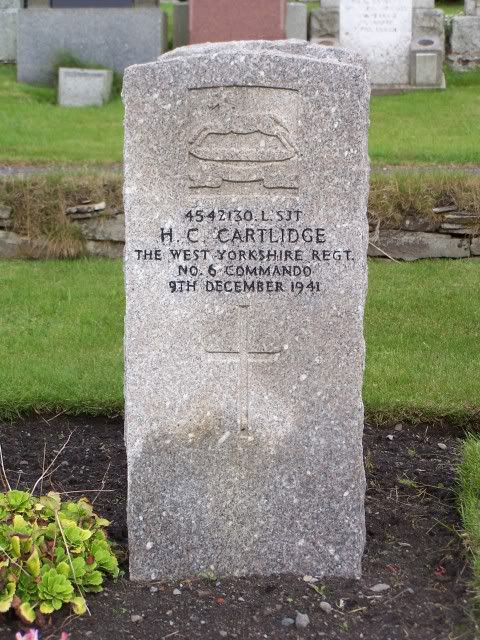 4542130 L/SJT
H. C. CARTLIDGE
THE WEST YORKSHIRE REGT.
NO. 6 COMMANDO
9TH DECEMBER 1941